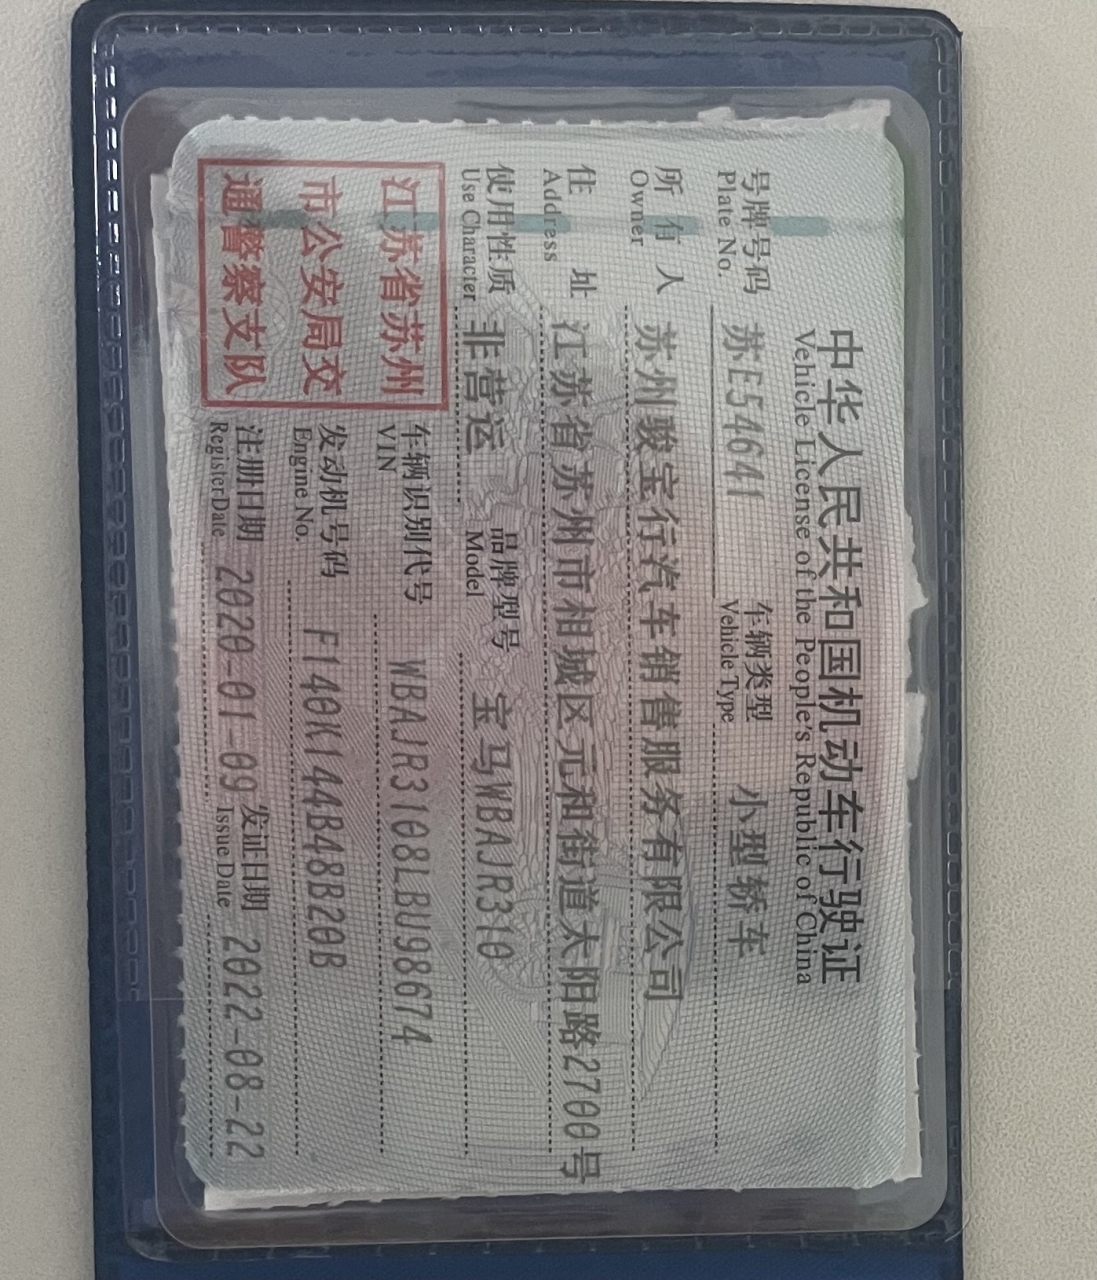 中华人民共和国机动车行驶证
Vehicle License of the People's Republic of China
号牌号码 苏E54641 车辆类型 小型轿车
Plate No. Vehicle Type
所有人 苏州骏宝行汽车销售服务有限公司
Owner
住址 江苏省苏州市相城区元和街道太阳路2700号
Address
使用性质 非营运 品牌型号 宝马WBAJR310
Use Character Model
江苏省苏州
市公安局交
通警察支队
车辆识别代号 WBAJR3108LBU98674
VIN
发动机号码 F140K144B48B20B
Engine No.
注册日期 2020-01-09 发证日期 2022-08-22
Register Date Issue Date